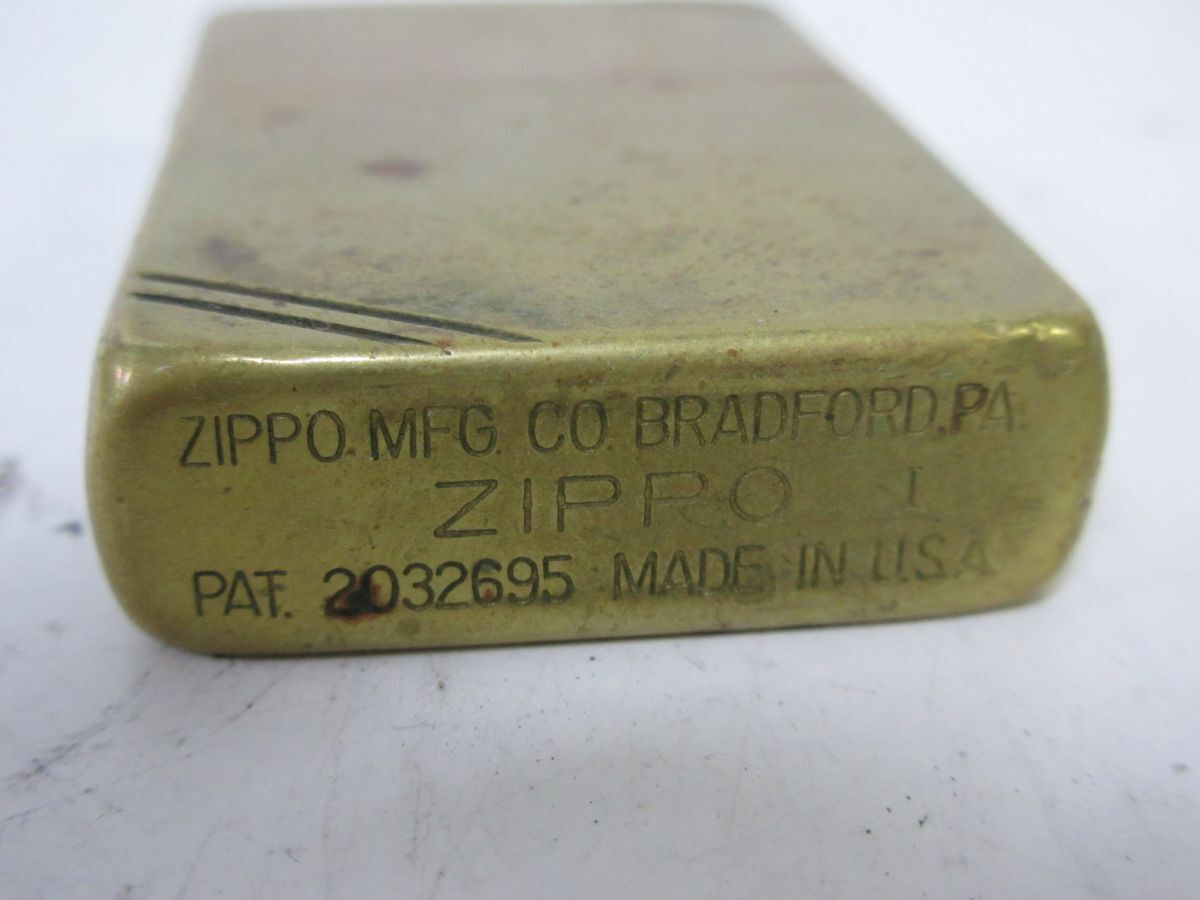 ZIPPO MFG. CO. BRADFORD, PA.
ZIPPO I
PAT. 2032695 MADE IN U.S.A